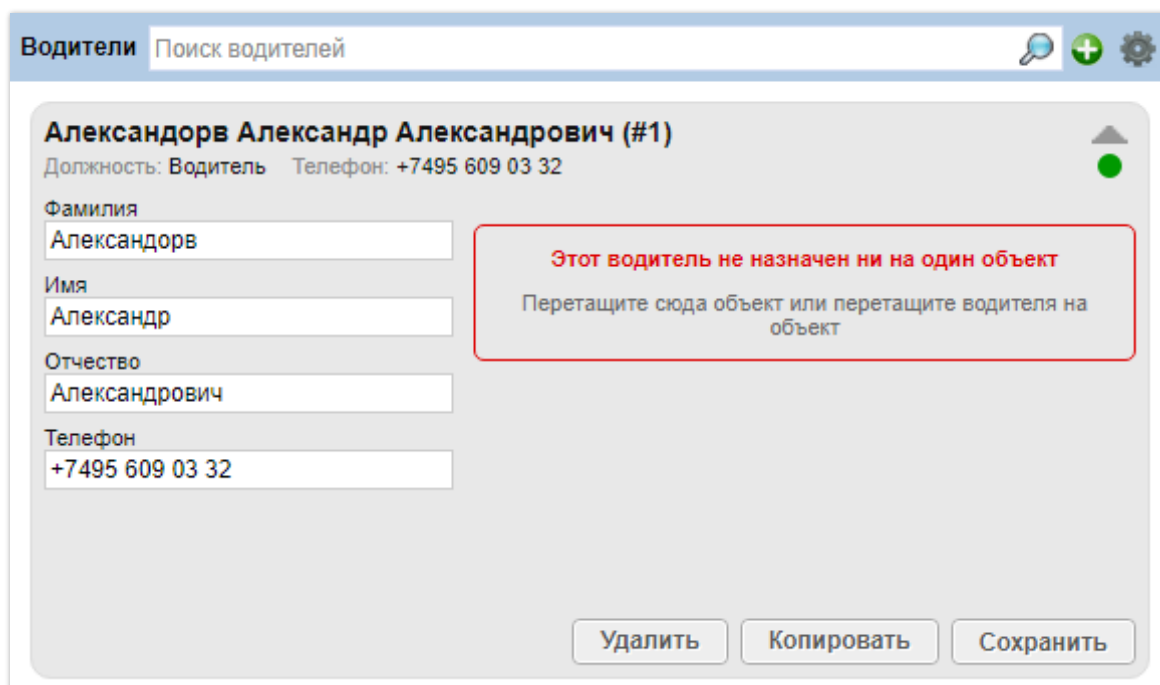 Водители Поиск водителей
Александорв Александр Александрович (#1)
Должность: Водитель Телефон: +7495 609 03 32
Фамилия
Александорв
Этот водитель не назначен ни на один объект
Имя
Перетащите сюда объект или перетащите водителя на
объект
Александр
Отчество
Александрович
Телефон
+7495 609 03 32
Удалить Копировать Сохранить